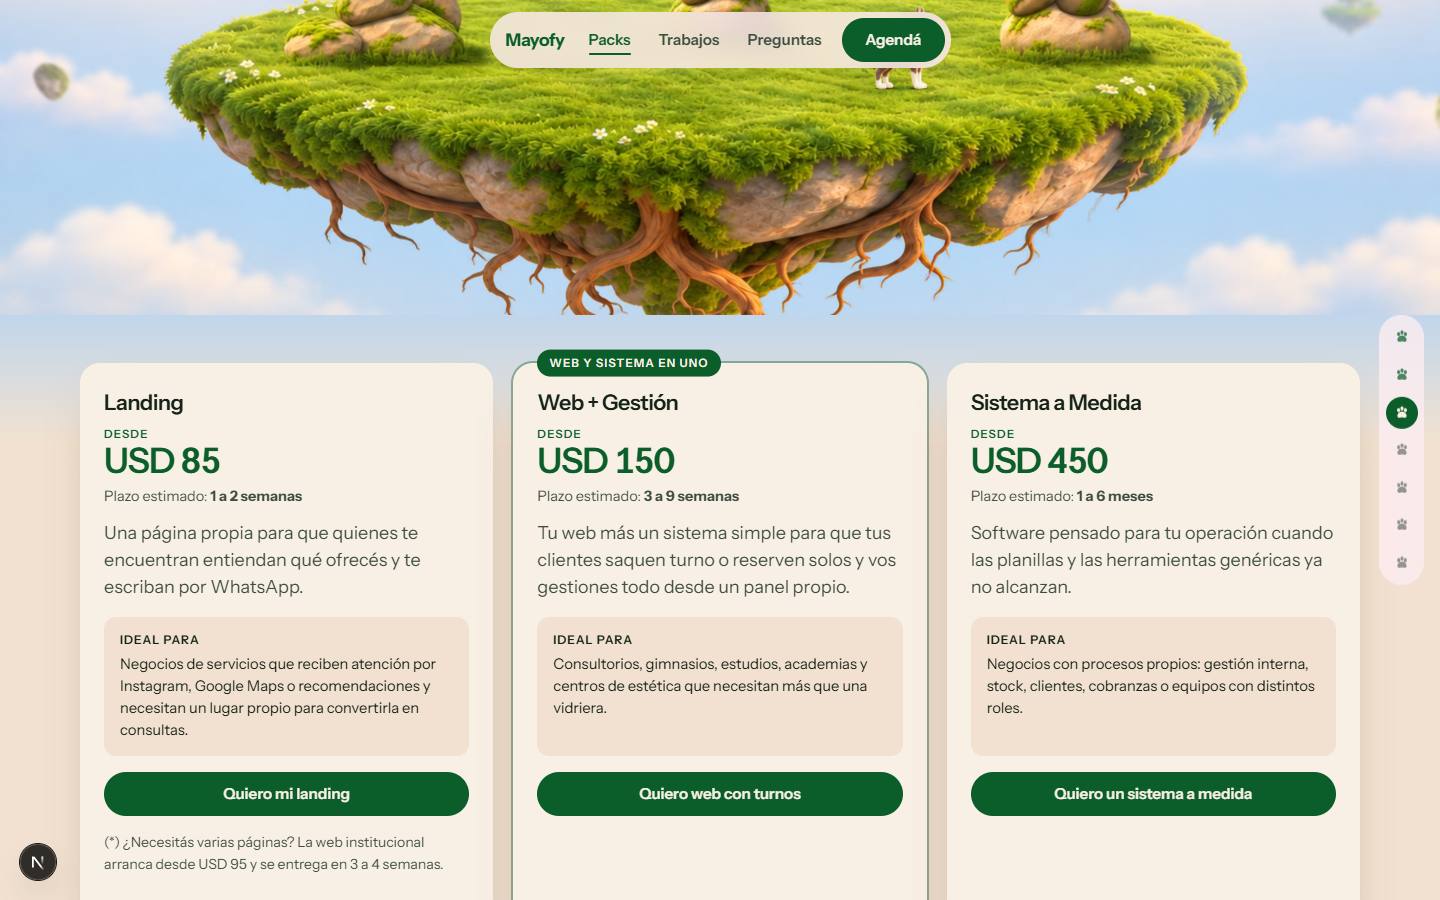 Mayofy Packs Trabajos Preguntas Agendá
WEB Y SISTEMA EN UNO
Landing
DESDE
USD 85
Plazo estimado: 1 a 2 semanas
Una página propia para que quienes te
encuentran entiendan qué ofrecés y te
escriban por WhatsApp.
IDEAL PARA
Negocios de servicios que reciben atención por
Instagram, Google Maps o recomendaciones y
necesitan un lugar propio para convertirla en
consultas.
Quiero mi landing
(*) ¿Necesitás varias páginas? La web institucional
arranca desde USD 95 y se entrega en 3 a 4 semanas.
Web + Gestión
DESDE
USD 150
Plazo estimado: 3 a 9 semanas
Tu web más un sistema simple para que tus
clientes saquen turno o reserven solos y vos
gestiones todo desde un panel propio.
IDEAL PARA
Consultorios, gimnasios, estudios, academias y
centros de estética que necesitan más que una
vidriera.
Quiero web con turnos
Sistema a Medida
DESDE
USD 450
Plazo estimado: 1 a 6 meses
Software pensado para tu operación cuando
las planillas y las herramientas genéricas ya
no alcanzan.
IDEAL PARA
Negocios con procesos propios: gestión interna,
stock, clientes, cobranzas o equipos con distintos
roles.
Quiero un sistema a medida
N